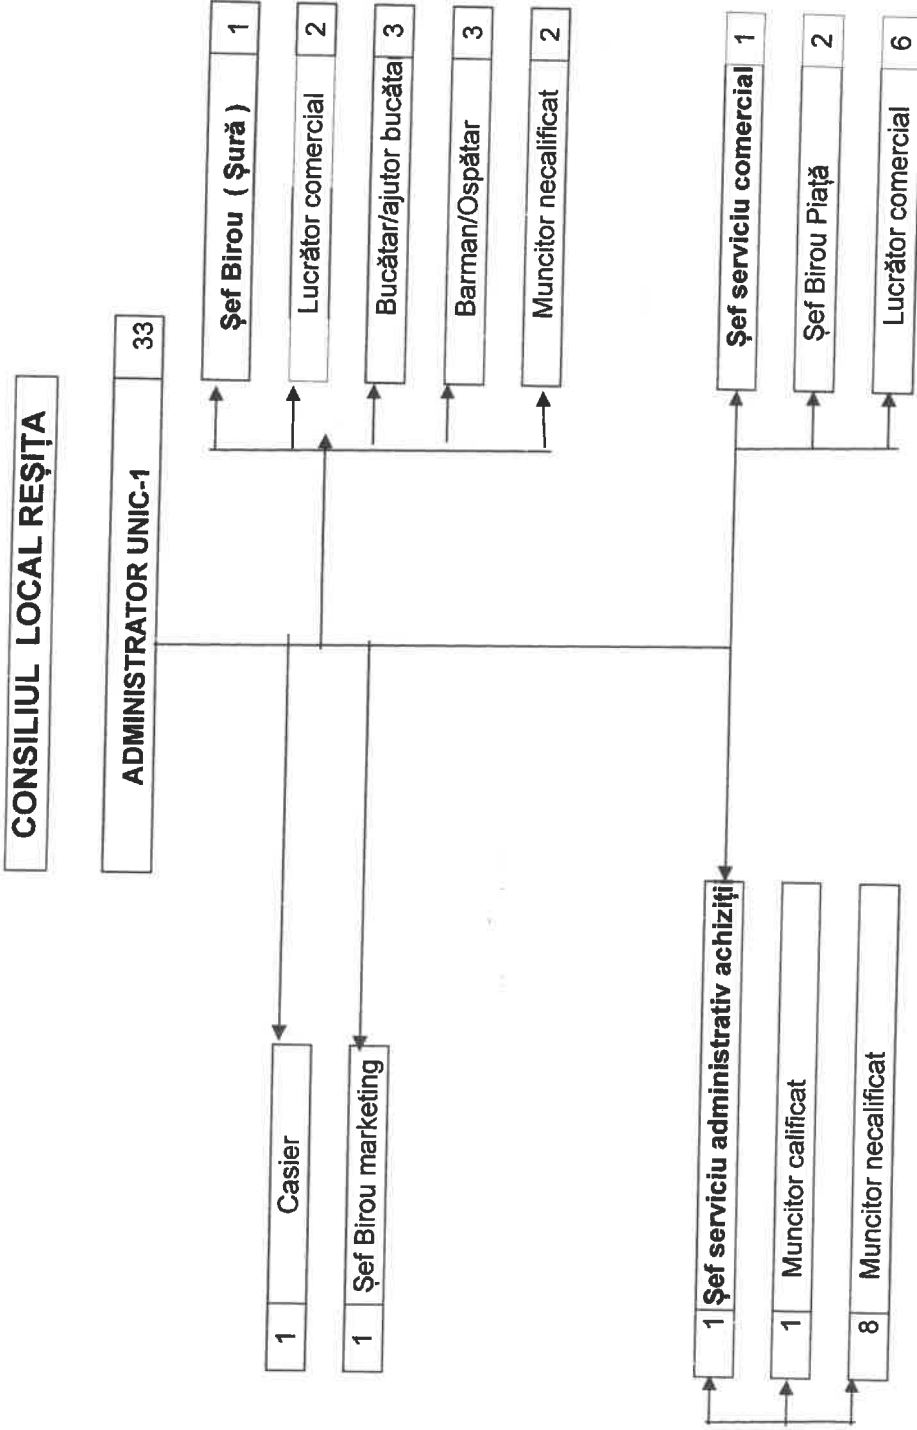 CONSILIUL LOCAL REȘIȚA
ADMINISTRATOR UNIC-1 33
1 Casier
1 Șef Birou marketing
Șef Birou ( Șură ) 1
Lucrător comercial 2
Bucătar/ajutor bucăta 3
Barman/Ospătar 3
Muncitor necalificat 2
1 Șef serviciu administrativ achiziți
1 Muncitor calificat
8 Muncitor necalificat
Șef serviciu comercial 1
Șef Birou Piață 2
Lucrător comercial 6